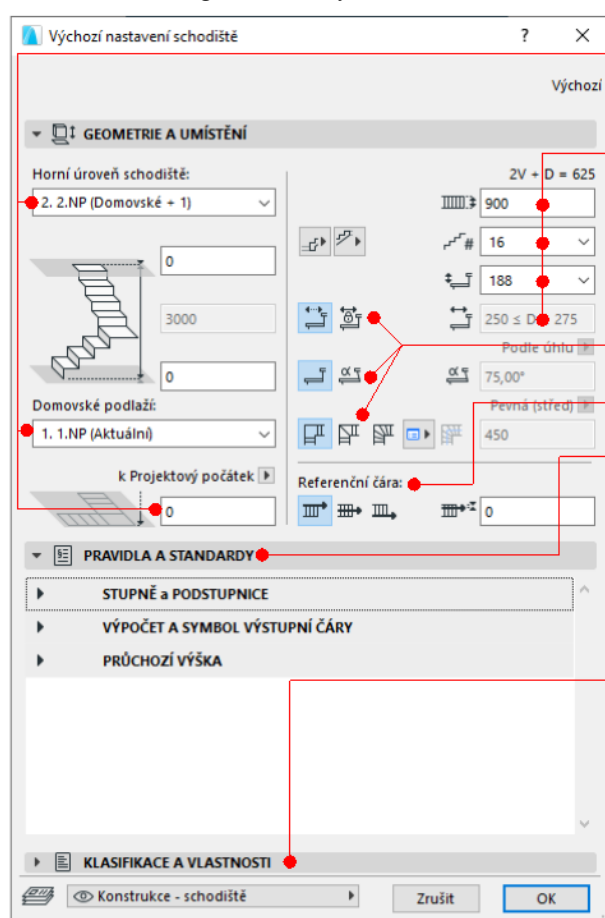 Výchozí nastavení schodiště ? ×
Výchozí
GEOMETRIE A UMÍSTĚNÍ
Horní úroveň schodiště:
2. 2.NP (Domovské + 1)
0
3000
0
Domovské podlaží:
1. 1.NP (Aktuální)
k Projektový počátek
0
2V + D = 625
900
# 16
188
250 ≤ D ≤ 275
Podle úhlu
α α 75,00°
Pevná (střed)
450
Referenční čára:
0
PRAVIDLA A STANDARDY
STUPNĚ a PODSTUPNICE
VÝPOČET A SYMBOL VÝSTUPNÍ ČÁRY
PRŮCHOZÍ VÝŠKA
KLASIFIKACE A VLASTNOSTI
Konstrukce - schodiště
Zrušit
OK